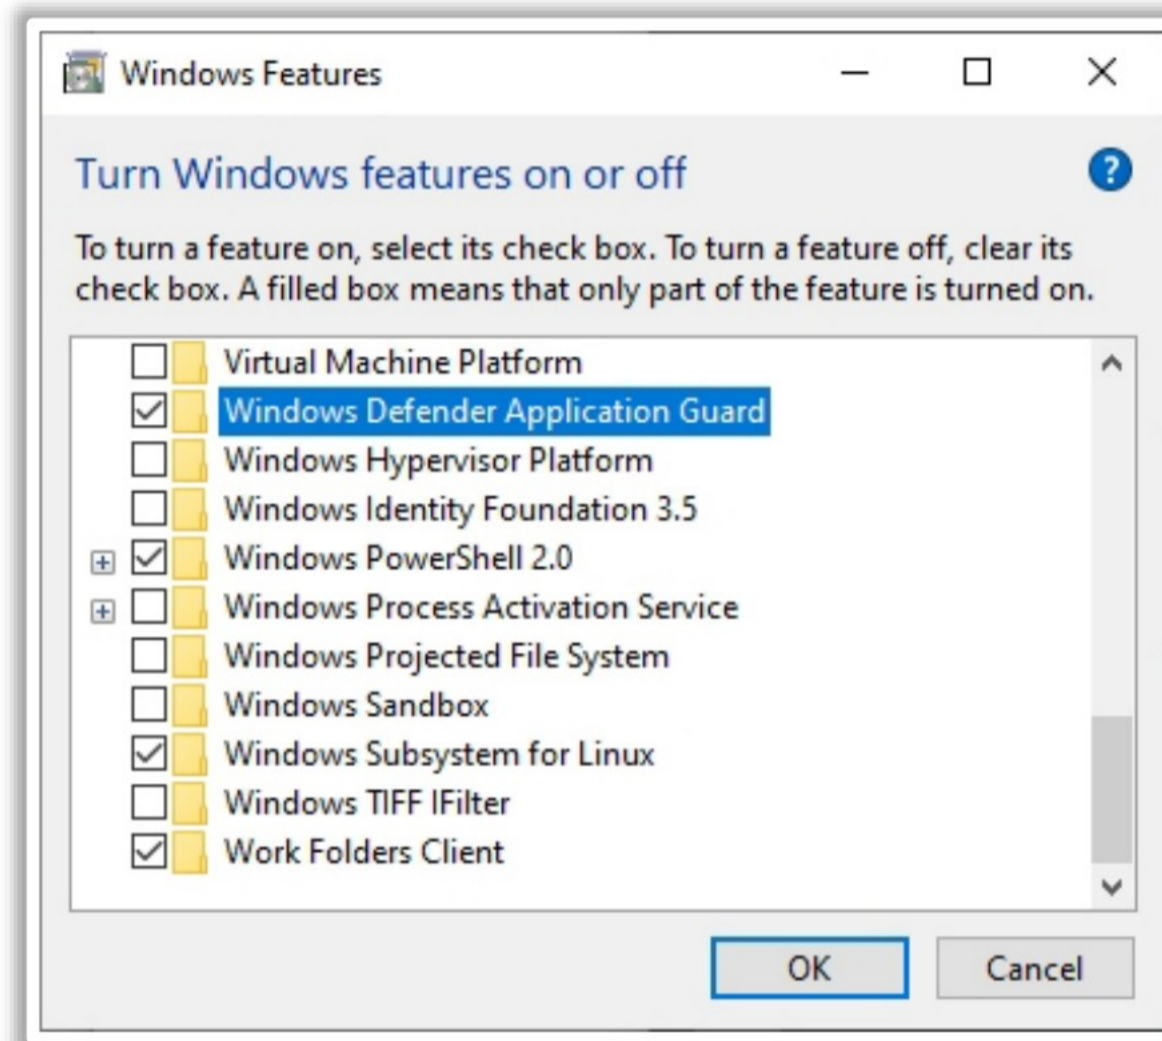 Windows Features
Turn Windows features on or off
To turn a feature on, select its check box. To turn a feature off, clear its
check box. A filled box means that only part of the feature is turned on.
Virtual Machine Platform
Windows Defender Application Guard
Windows Hypervisor Platform
Windows Identity Foundation 3.5
Windows PowerShell 2.0
Windows Process Activation Service
Windows Projected File System
Windows Sandbox
Windows Subsystem for Linux
Windows TIFF IFilter
Work Folders Client
OK
Cancel